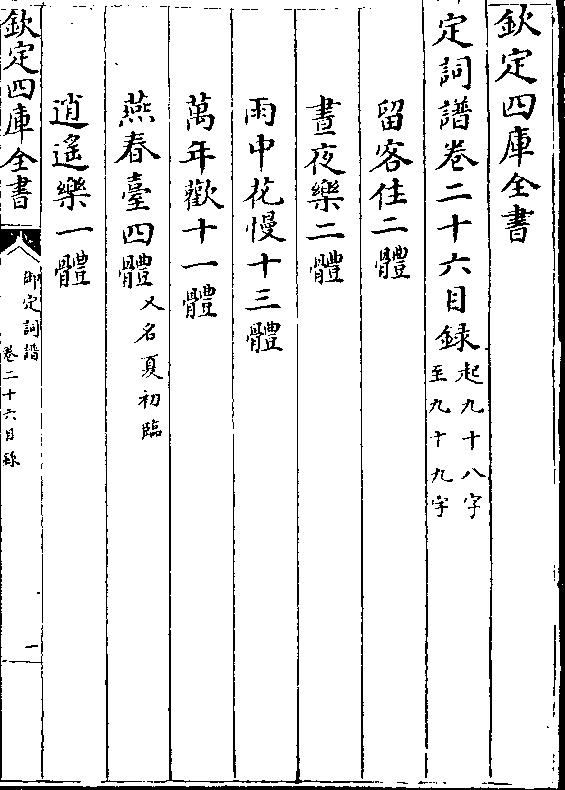 欽定四庫全書
定詞譜卷二十六目録起九十八字
至九十九字
留客住二體
晝夜樂二體
雨中花慢十三體
萬年歡十一體
燕春臺四體又名夏初臨
逍遙樂一體
欽定四庫全書
御定詞譜
卷二十六目録
一